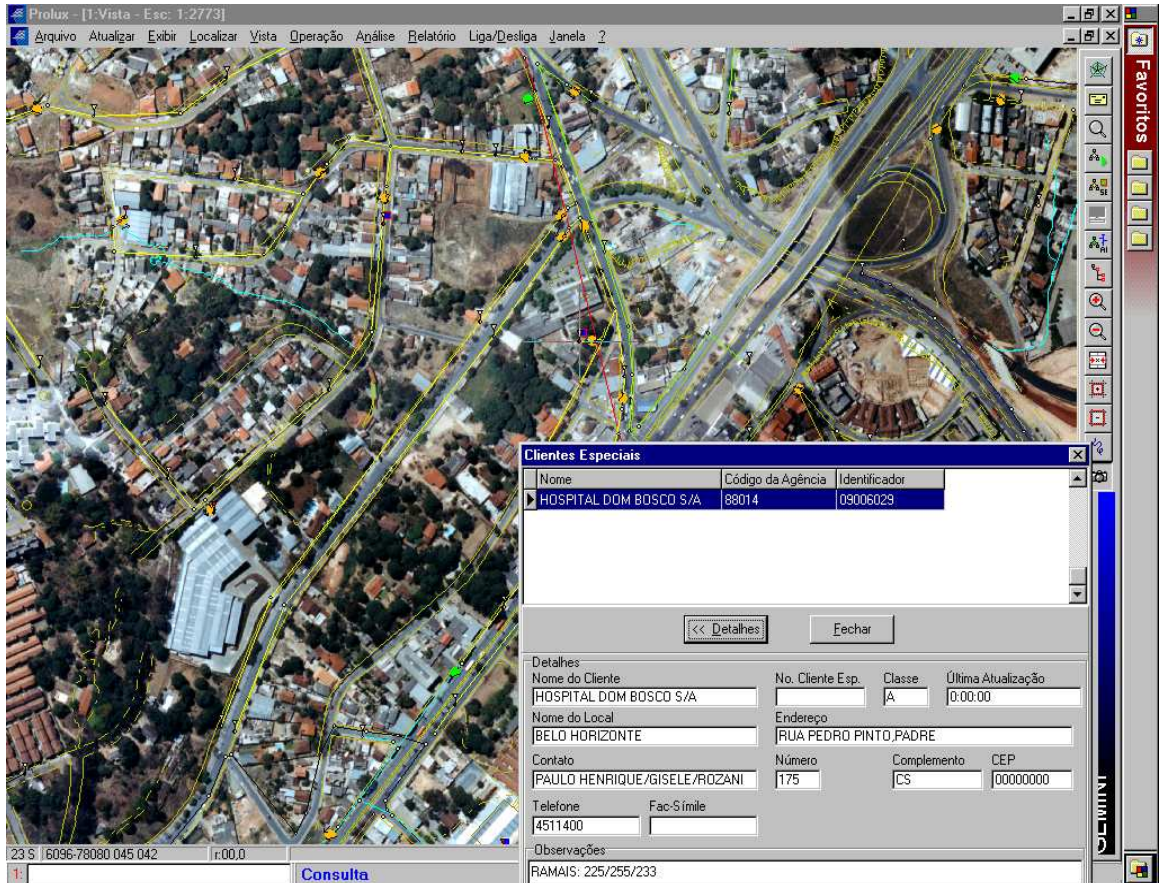 Prolux - [1:Vista - Esc: 1:2773]
Arquivo Atualizar Exibir Localizar Vista Operação Análise Relatório Liga/Desliga Janela ?
Favoritos
SE
RI
Clientes Especiais
Nome Código da Agência Identificador
HOSPITAL DOM BOSCO S/A 88014 09006029
<< Detalhes Fechar
Detalhes
Nome do Cliente No. Cliente Esp. Classe Última Atualização
HOSPITAL DOM BOSCO S/A A 0:00:00
Nome do Local Endereço
BELO HORIZONTE RUA PEDRO PINTO,PADRE
Contato Número Complemento CEP
PAULO HENRIQUE/GISELE/ROZANI 175 CS 00000000
Telefone Fac-Símile
4511400
Observações
RAMAIS: 225/255/233
GEMINI
23 S 6096-78080 045 042 r:00,0
1: Consulta